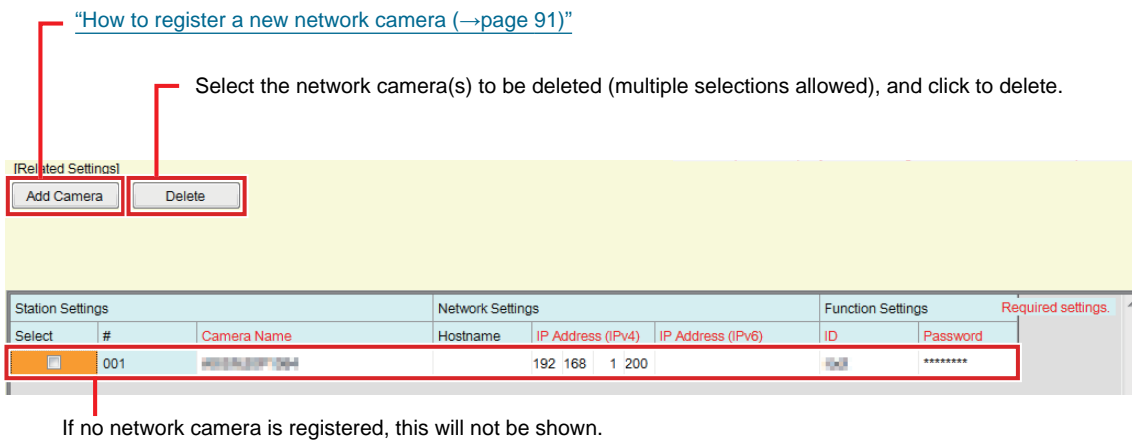 “How to register a new network camera (→page 91)”
Select the network camera(s) to be deleted (multiple selections allowed), and click to delete.
[Related Settings]
Add Camera Delete
Station Settings Network Settings Function Settings Required settings.
Select # Camera Name Hostname IP Address (IPv4) IP Address (IPv6) ID Password
001 192 168 1 200 ********
If no network camera is registered, this will not be shown.